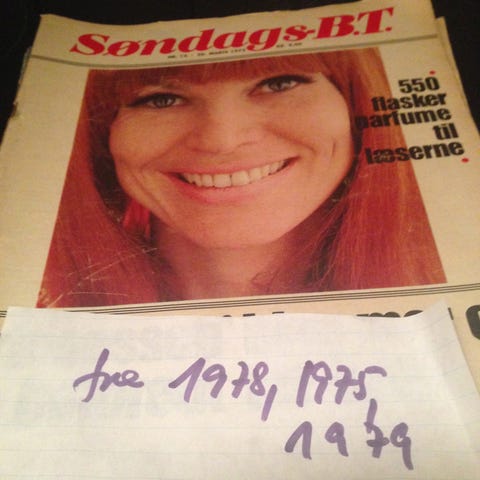 Søndags-B.T.
550
flasker
parfume
til
læserne
fra 1978, 1975,
1979